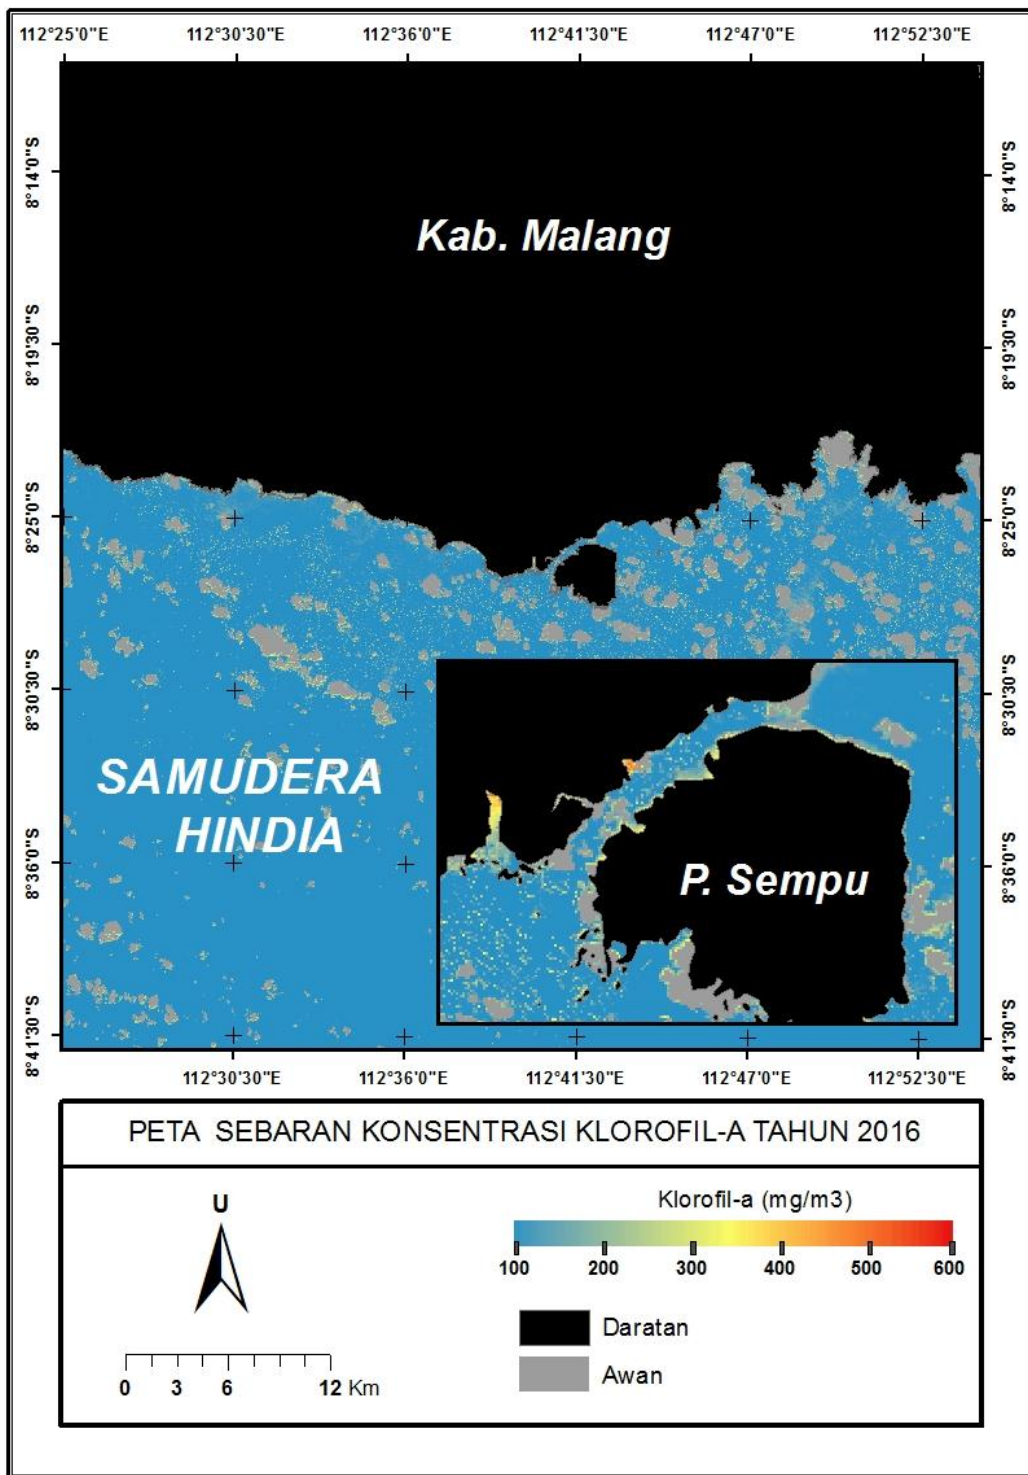 112°25'0"E 112°30'30"E 112°36'0"E 112°41'30"E 112°47'0"E 112°52'30"E
8°14'0"S 8°14'0"S
Kab. Malang
8°19'30"S 8°19'30"S
8°25'0"S 8°25'0"S
8°30'30"S 8°30'30"S
SAMUDERA
HINDIA
P. Sempu
8°36'0"S 8°36'0"S
8°41'30"S 8°41'30"S
112°30'30"E 112°36'0"E 112°41'30"E 112°47'0"E 112°52'30"E
PETA SEBARAN KONSENTRASI KLOROFIL-A TAHUN 2016
U
Klorofil-a (mg/m3)
100 200 300 400 500 600
Daratan
Awan
0 3 6 12 Km